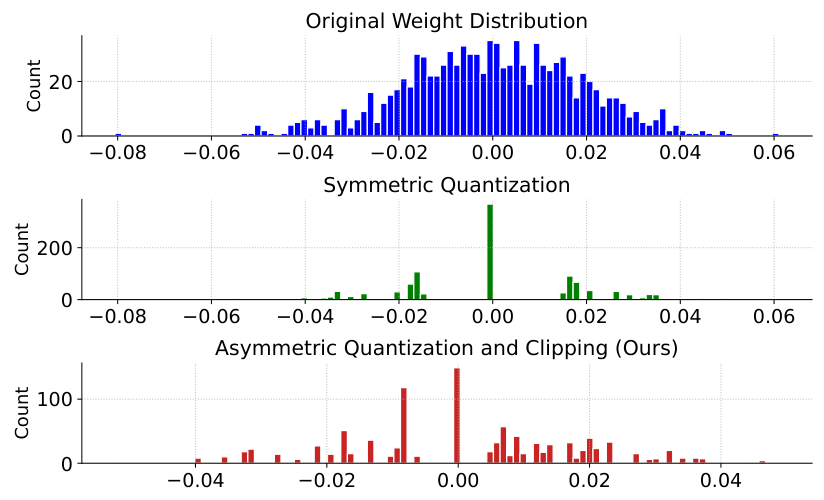 Original Weight Distribution
Count
20
0
−0.08 −0.06 −0.04 −0.02 0.00 0.02 0.04 0.06
Symmetric Quantization
Count
200
0
−0.08 −0.06 −0.04 −0.02 0.00 0.02 0.04 0.06
Asymmetric Quantization and Clipping (Ours)
Count
100
0
−0.04 −0.02 0.00 0.02 0.04